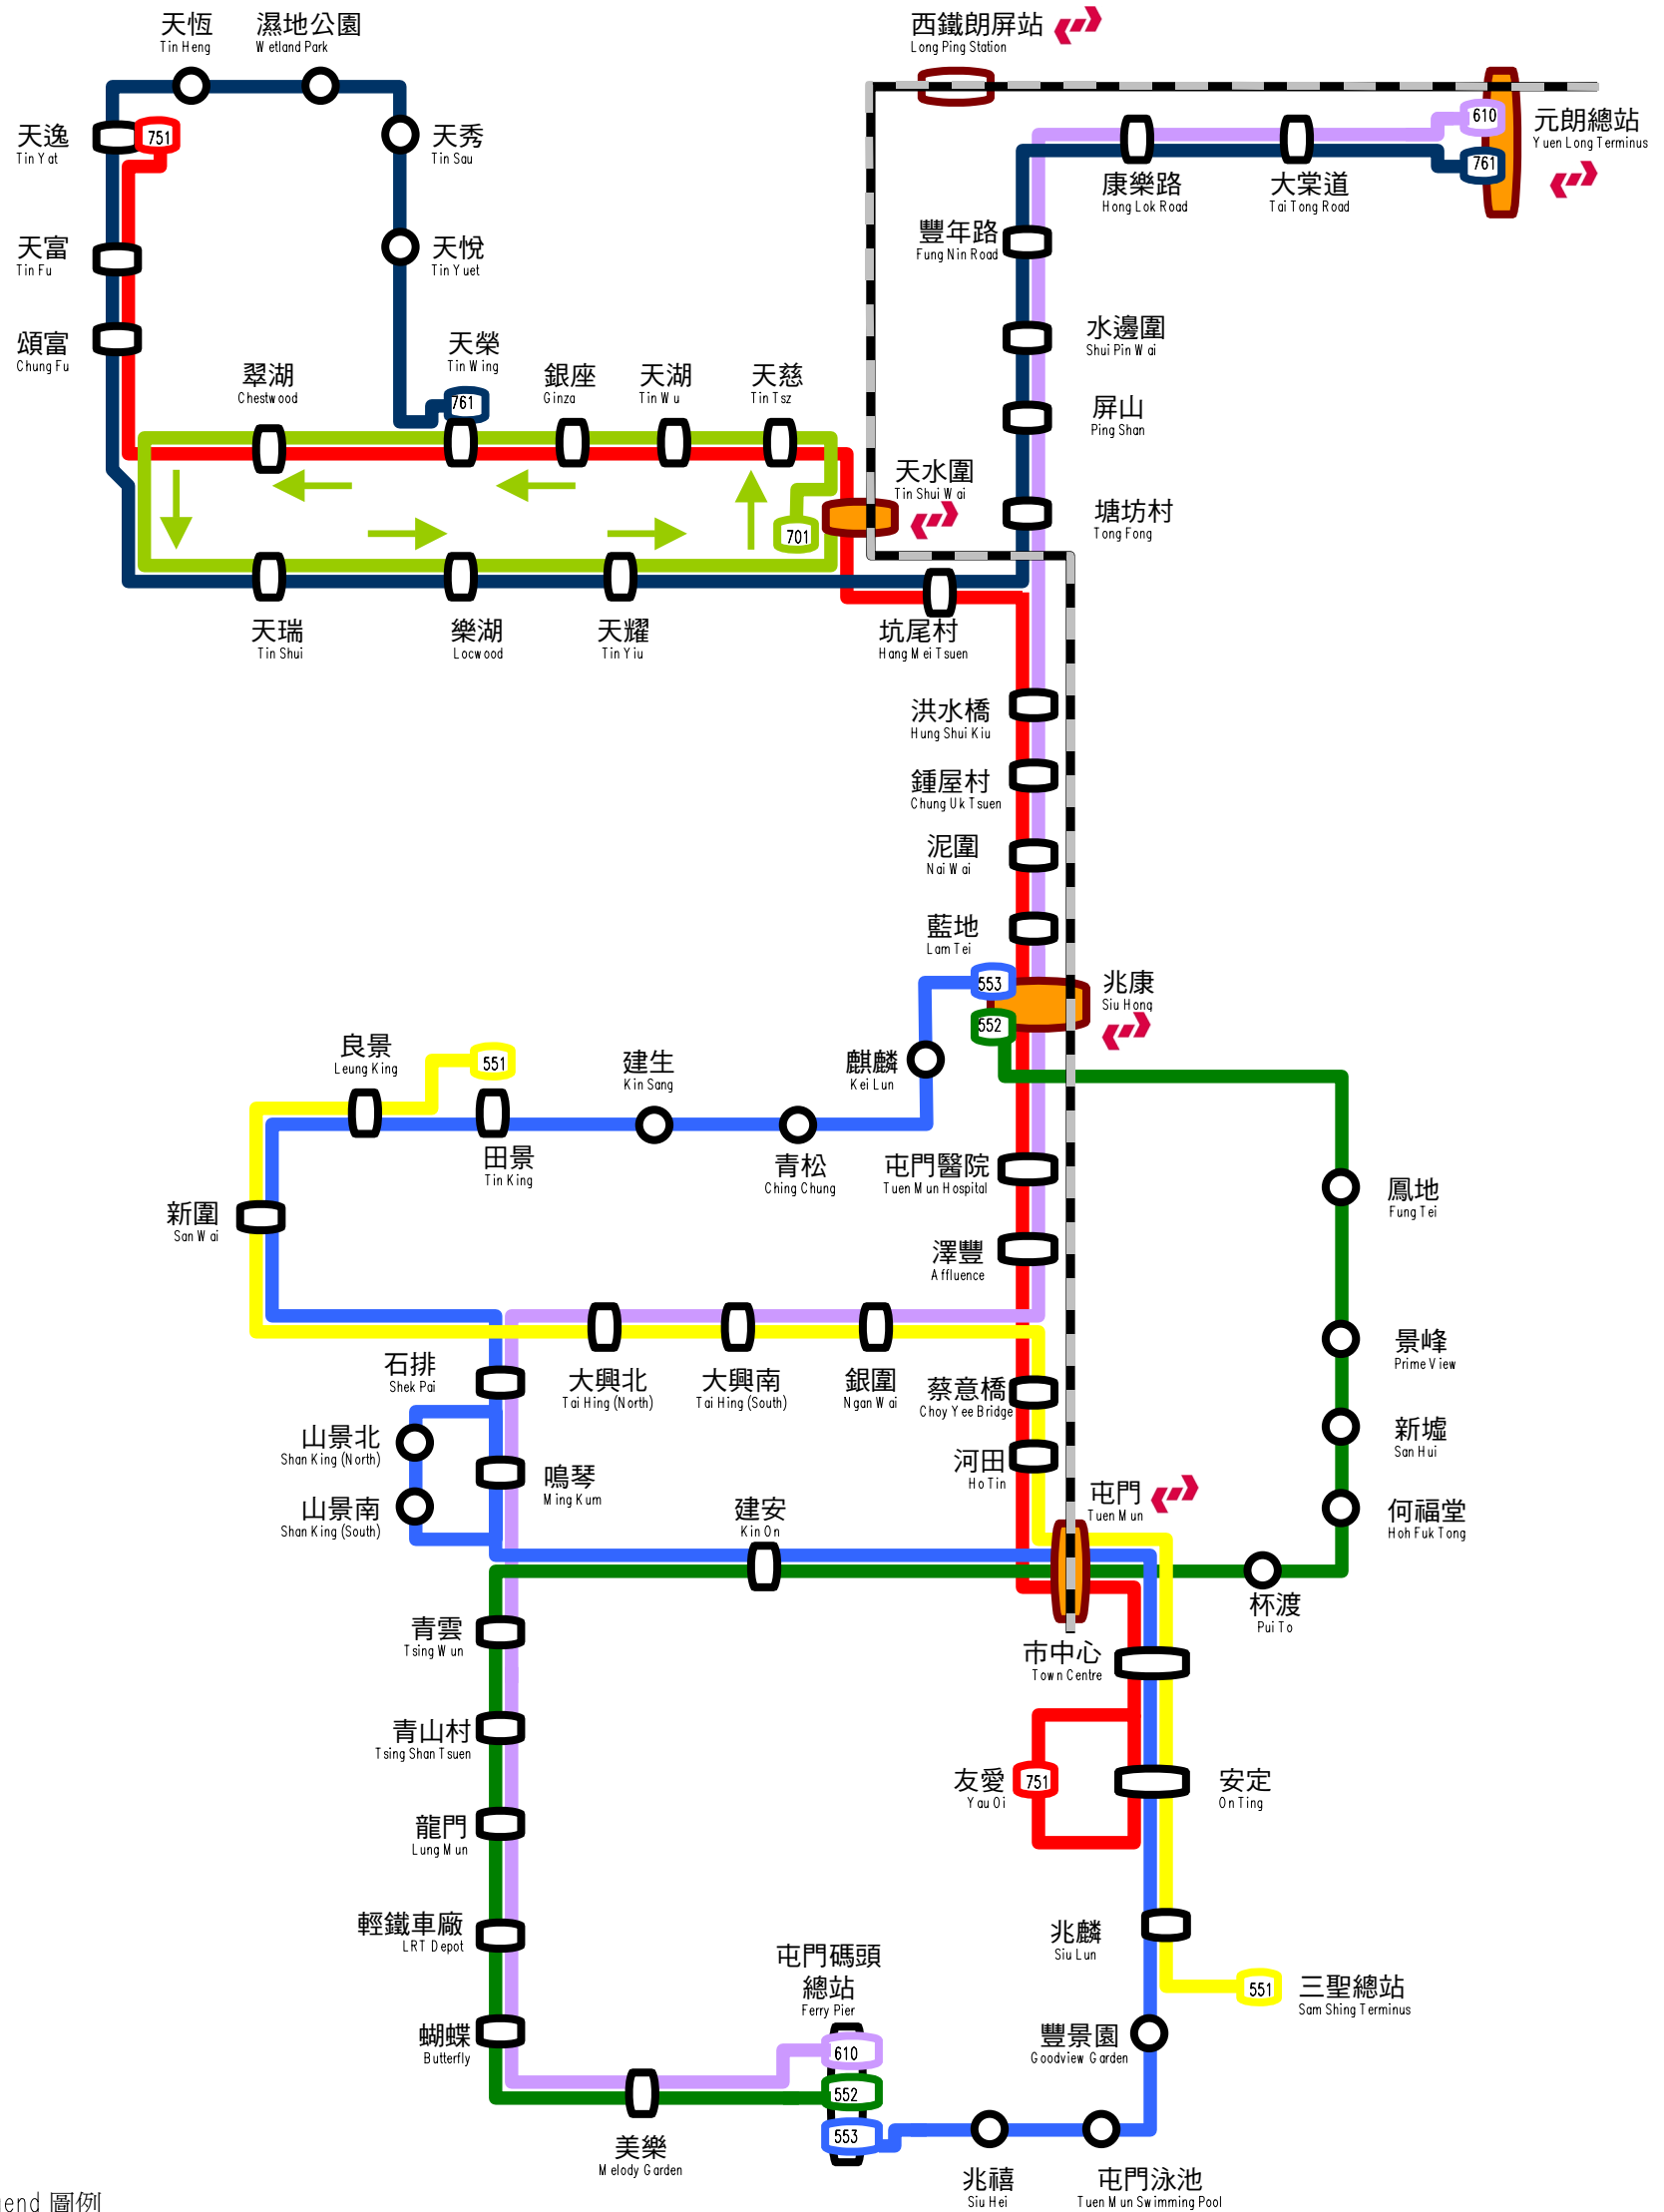 天恆
Tin Heng
濕地公園
Wetland Park
西鐵朗屏站
Long Ping Station
天逸
Tin Yat
751
天秀
Tin Sau
610
元朗總站
Yuen Long Terminus
761
康樂路
Hong Lok Road
大棠道
Tai Tong Road
天富
Tin Fu
天悅
Tin Yuet
豐年路
Fung Nin Road
頌富
Chung Fu
天榮
Tin Wing
761
水邊圍
Shui Pin Wai
翠湖
Chestwood
銀座
Ginza
天湖
Tin Wu
天慈
Tin Tsz
屏山
Ping Shan
天水圍
Tin Shui Wai
701
塘坊村
Tong Fong
天瑞
Tin Shui
樂湖
Locwood
天耀
Tin Yiu
坑尾村
Hang Mei Tsuen
洪水橋
Hung Shui Kiu
鍾屋村
Chung Uk Tsuen
泥圍
Nai Wai
藍地
Lam Tei
553
552
兆康
Siu Hong
良景
Leung King
551
建生
Kin Sang
麒麟
Kei Lun
田景
Tin King
青松
Ching Chung
屯門醫院
Tuen Mun Hospital
鳳地
Fung Tei
新圍
San Wai
澤豐
Affluence
石排
Shek Pai
大興北
Tai Hing (North)
大興南
Tai Hing (South)
銀圍
Ngan Wai
蔡意橋
Choy Yee Bridge
景峰
Prime View
山景北
Shan King (North)
鳴琴
Ming Kum
河田
Ho Tin
新墟
San Hui
山景南
Shan King (South)
建安
Kin On
屯門
Tuen Mun
何福堂
Hoh Fuk Tong
杯渡
Pui To
青雲
Tsing Wun
市中心
Town Centre
青山村
Tsing Shan Tsuen
友愛
Yau Oi
751
安定
On Ting
龍門
Lung Mun
輕鐵車廠
LRT Depot
兆麟
Siu Lun
屯門碼頭
總站
Ferry Pier
551
三聖總站
Sam Shing Terminus
蝴蝶
Butterfly
610
552
553
豐景園
Goodview Garden
美樂
Melody Garden
兆禧
Siu Hei
屯門泳池
Tuen Mun Swimming Pool
end 圖例